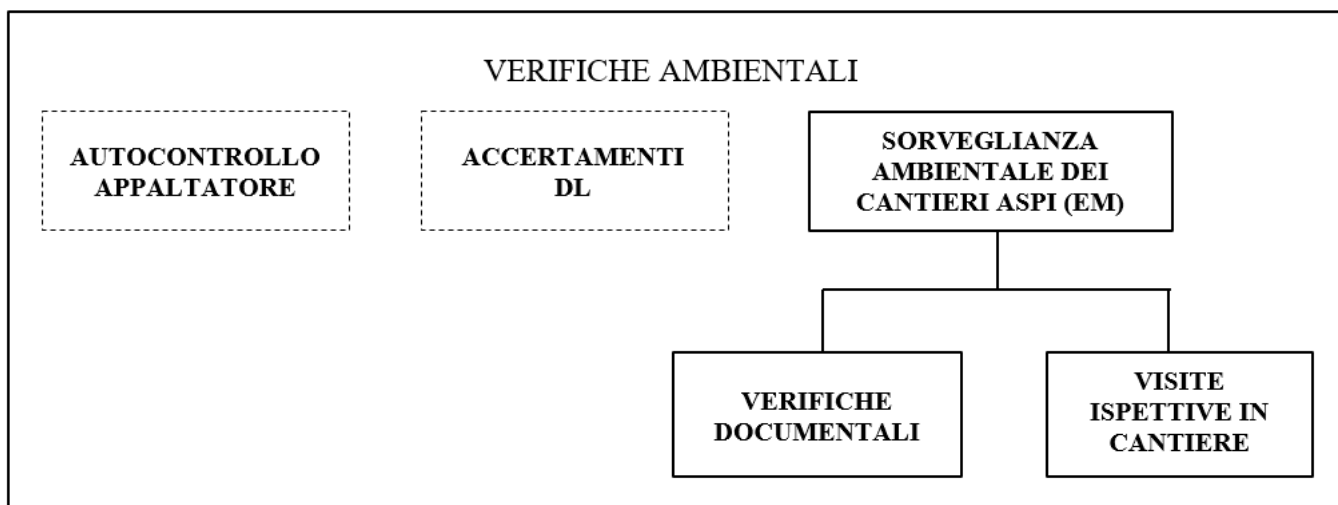 VERIFICHE AMBIENTALI
AUTOCONTROLLO
APPALTATORE
ACCERTAMENTI
DL
SORVEGLIANZA
AMBIENTALE DEI
CANTIERI ASPI (EM)
VERIFICHE
DOCUMENTALI
VISITE
ISPETTIVE IN
CANTIERE